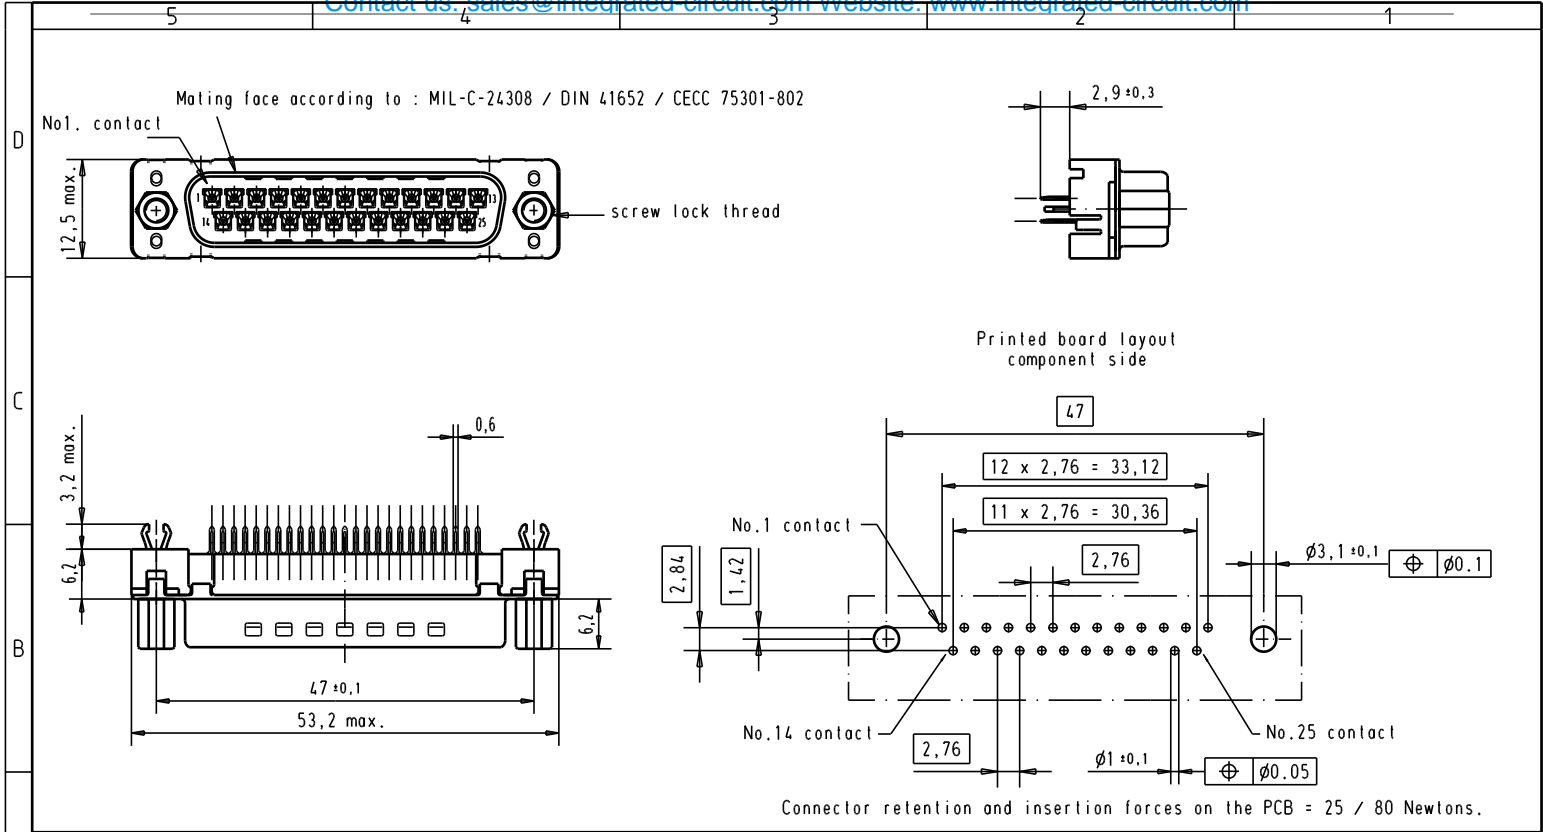 Contact us: sales@integrated-circuit.com Website: www.integrated-circuit.com
5 4 3 2 1
Mating face according to : MIL-C-24308 / DIN 41652 / CECC 75301-802
No1. contact
D
12,5 max.
1 13
14 25
screw lock thread
2,9 ±0,3
Printed board layout
component side
C
47
0,6
3,2 max.
12 x 2,76 = 33,12
11 x 2,76 = 30,36
No.1 contact
2,84
1,42
2,76
Ø3,1 ±0,1
Ø0.1
6,2
6,2
B
47 ±0,1
53,2 max.
No.14 contact
No.25 contact
2,76
Ø1 ±0,1
Ø0.05
Connector retention and insertion forces on the PCB = 25 / 80 Newtons.